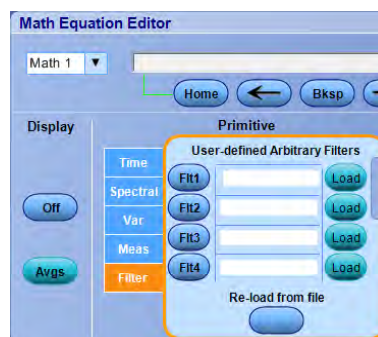 Math Equation Editor
Math 1
Home
Bksp
Display
Primitive
User-defined Arbitrary Filters
Off
Avgs
Time
Spectral
Var
Meas
Filter
Flt1
Load
Flt2
Load
Flt3
Load
Flt4
Load
Re-load from file